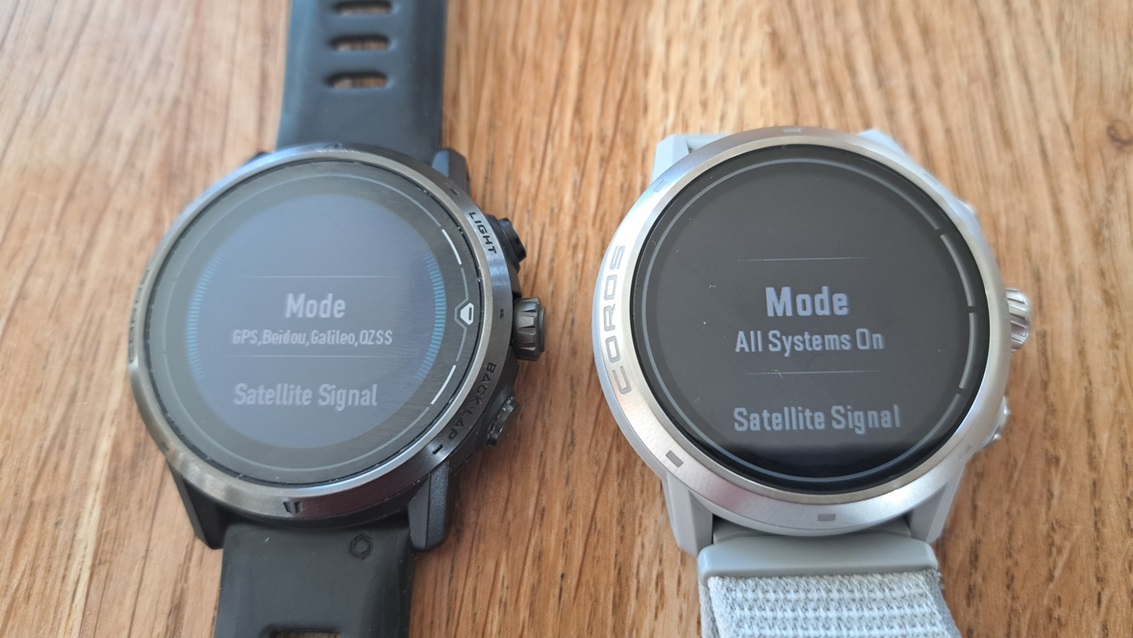 LIGHT
BACK LAP
Mode
GPS,Beidou,Galileo,QZSS
Satellite Signal
COROS
Mode
All Systems On
Satellite Signal